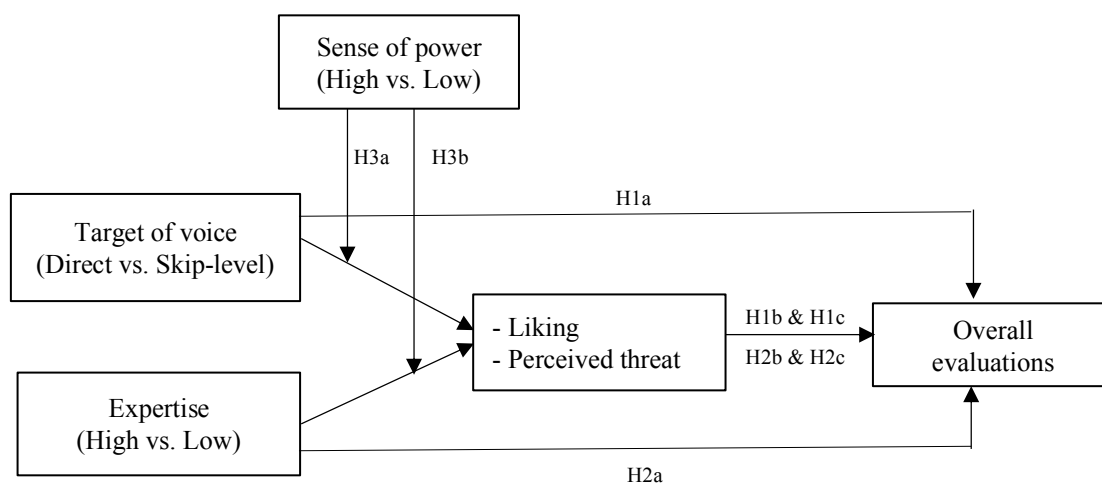 Sense of power
(High vs. Low)
H3a
H3b
H1a
Target of voice
(Direct vs. Skip-level)
- Liking
- Perceived threat
H1b & H1c
H2b & H2c
Overall
evaluations
Expertise
(High vs. Low)
H2a